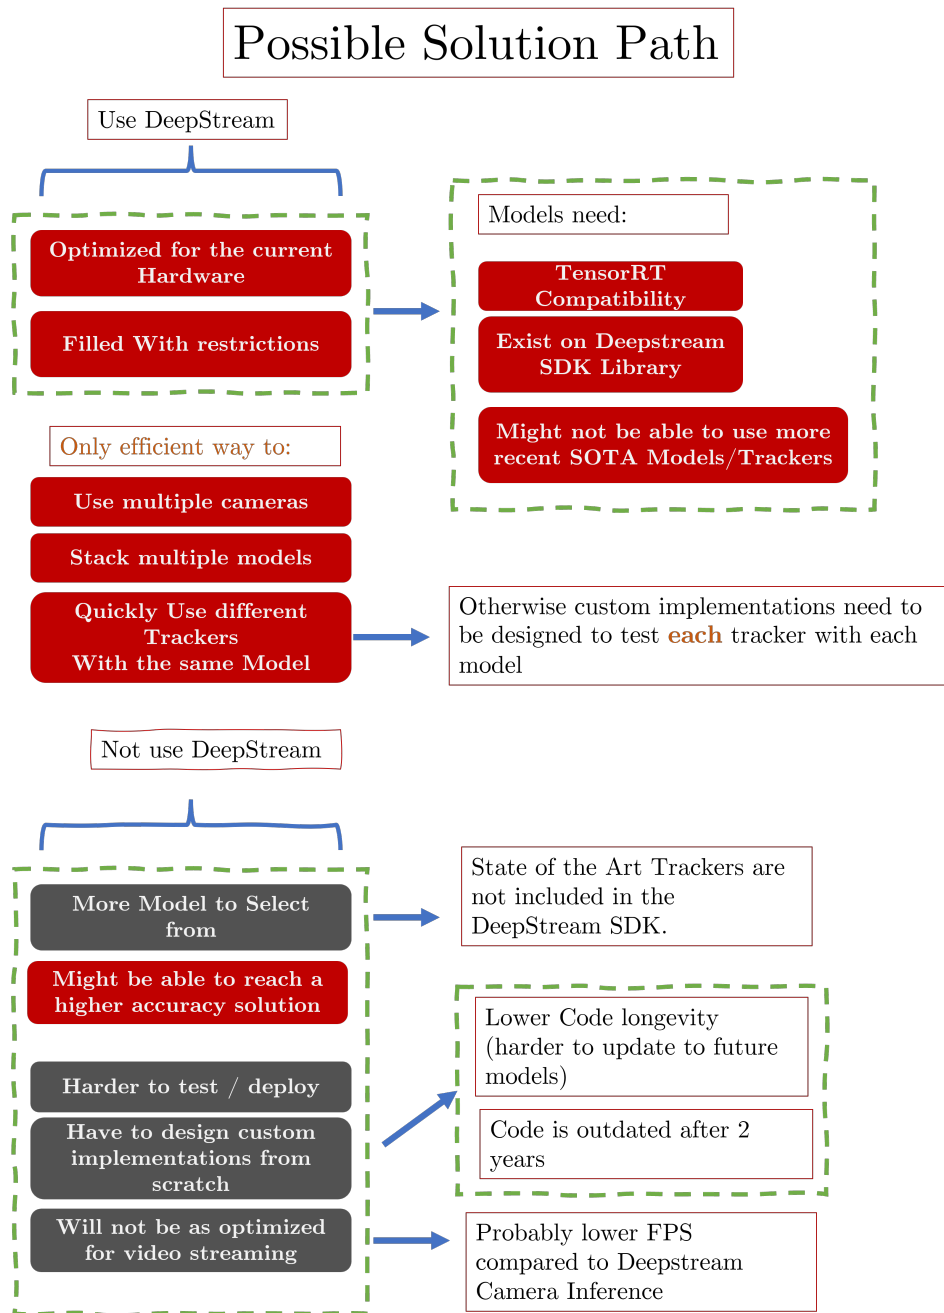 Possible Solution Path
Use DeepStream
Optimized for the current
Hardware
Filled With restrictions
Models need:
TensorRT
Compatibility
Exist on Deepstream
SDK Library
Might not be able to use more
recent SOTA Models/Trackers
Only efficient way to:
Use multiple cameras
Stack multiple models
Quickly Use different
Trackers
With the same Model
Otherwise custom implementations need to
be designed to test each tracker with each
model
Not use DeepStream
More Model to Select
from
State of the Art Trackers are
not included in the
DeepStream SDK.
Might be able to reach a
higher accuracy solution
Harder to test / deploy
Have to design custom
implementations from
scratch
Lower Code longevity
(harder to update to future
models)
Code is outdated after 2
years
Will not be as optimized
for video streaming
Probably lower FPS
compared to Deepstream
Camera Inference